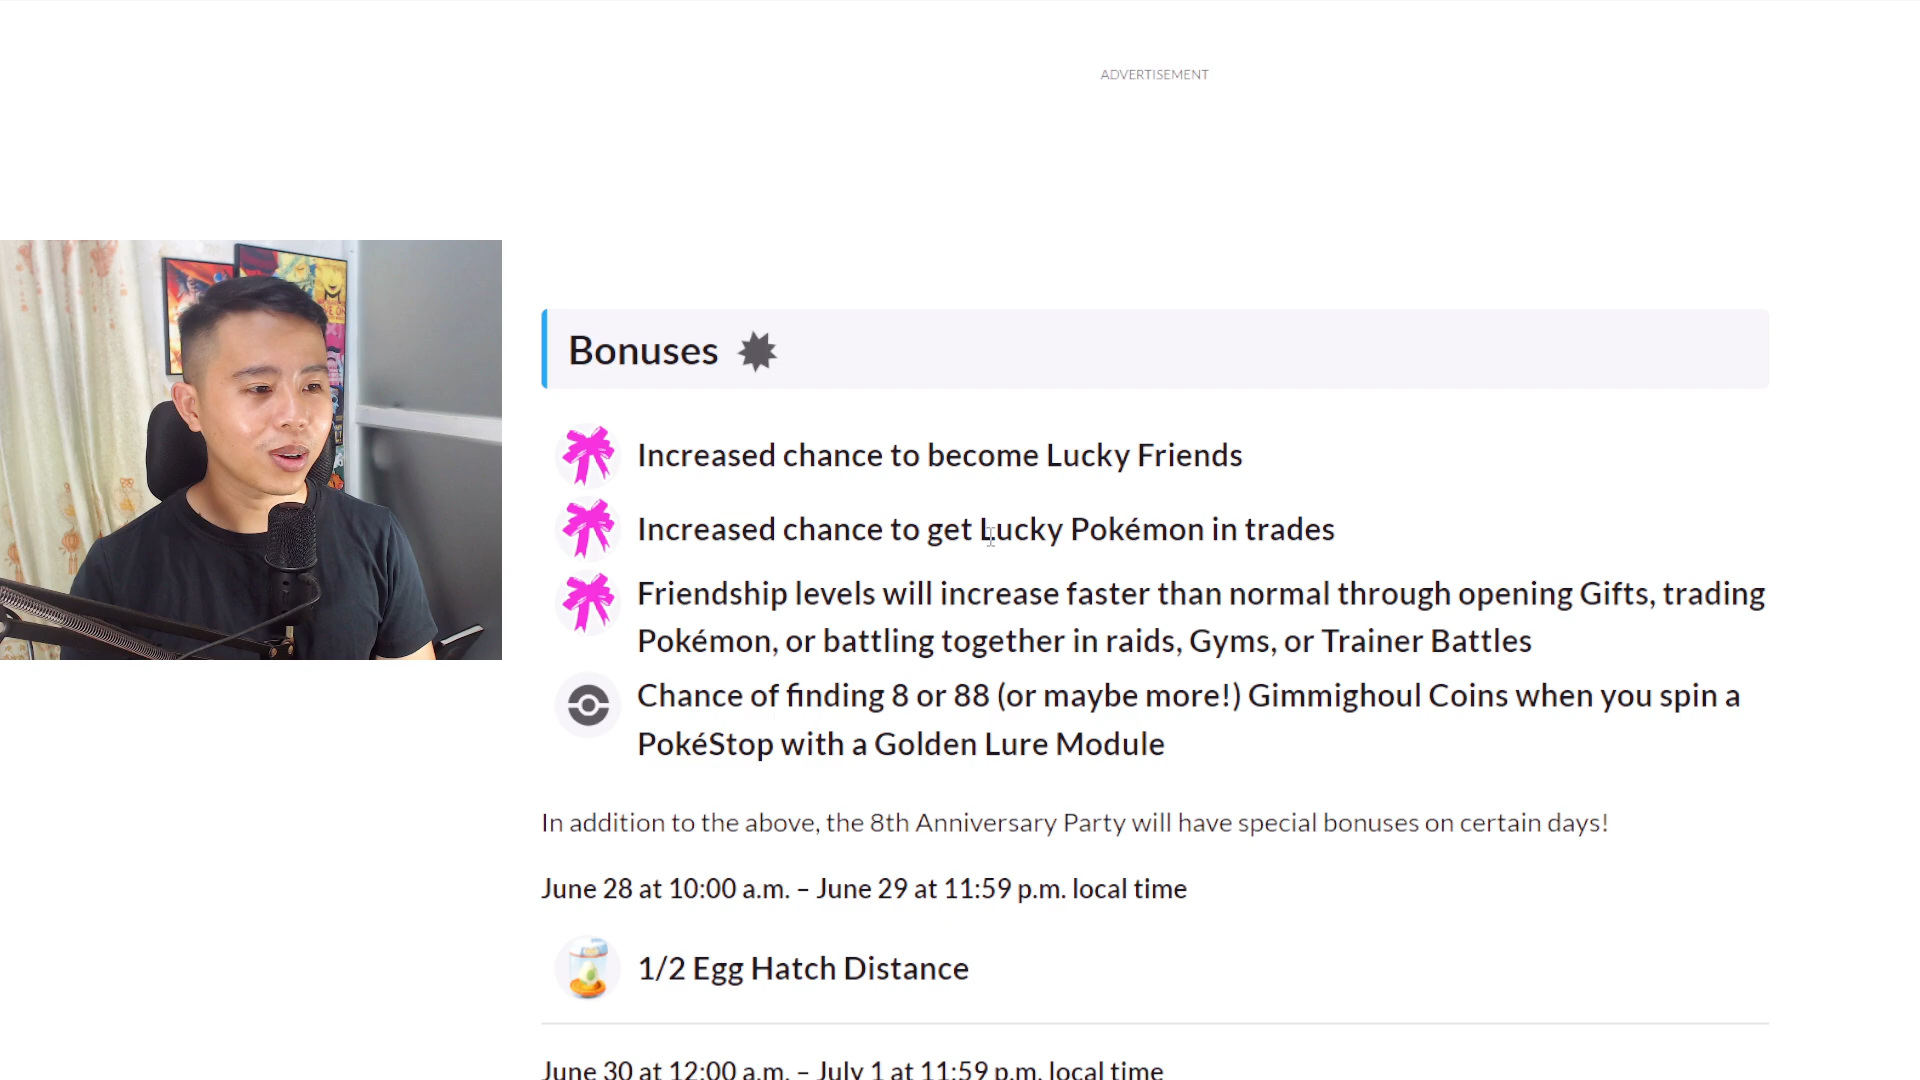 ADVERTISEMENT
Bonuses
Increased chance to become Lucky Friends
Increased chance to get Lucky Pokémon in trades
Friendship levels will increase faster than normal through opening Gifts, trading
Pokémon, or battling together in raids, Gyms, or Trainer Battles
Chance of finding 8 or 88 (or maybe more!) Gimmighoul Coins when you spin a
PokéStop with a Golden Lure Module
In addition to the above, the 8th Anniversary Party will have special bonuses on certain days!
June 28 at 10:00 a.m. – June 29 at 11:59 p.m. local time
1/2 Egg Hatch Distance
June 30 at 12:00 a.m. – July 1 at 11:59 p.m. local time